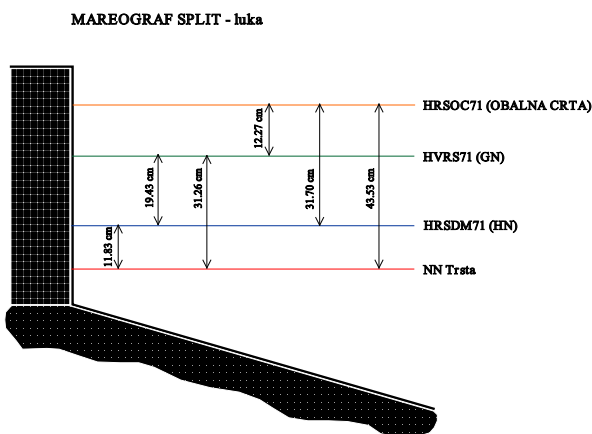 MAREOGRAF SPLIT - luka
HRSOC71 (OBALNA CRTA)
12.27 cm
HVRS71 (GN)
19.43 cm
31.26 cm
31.70 cm
43.53 cm
HRSDM71 (HN)
11.83 cm
NN Trsta